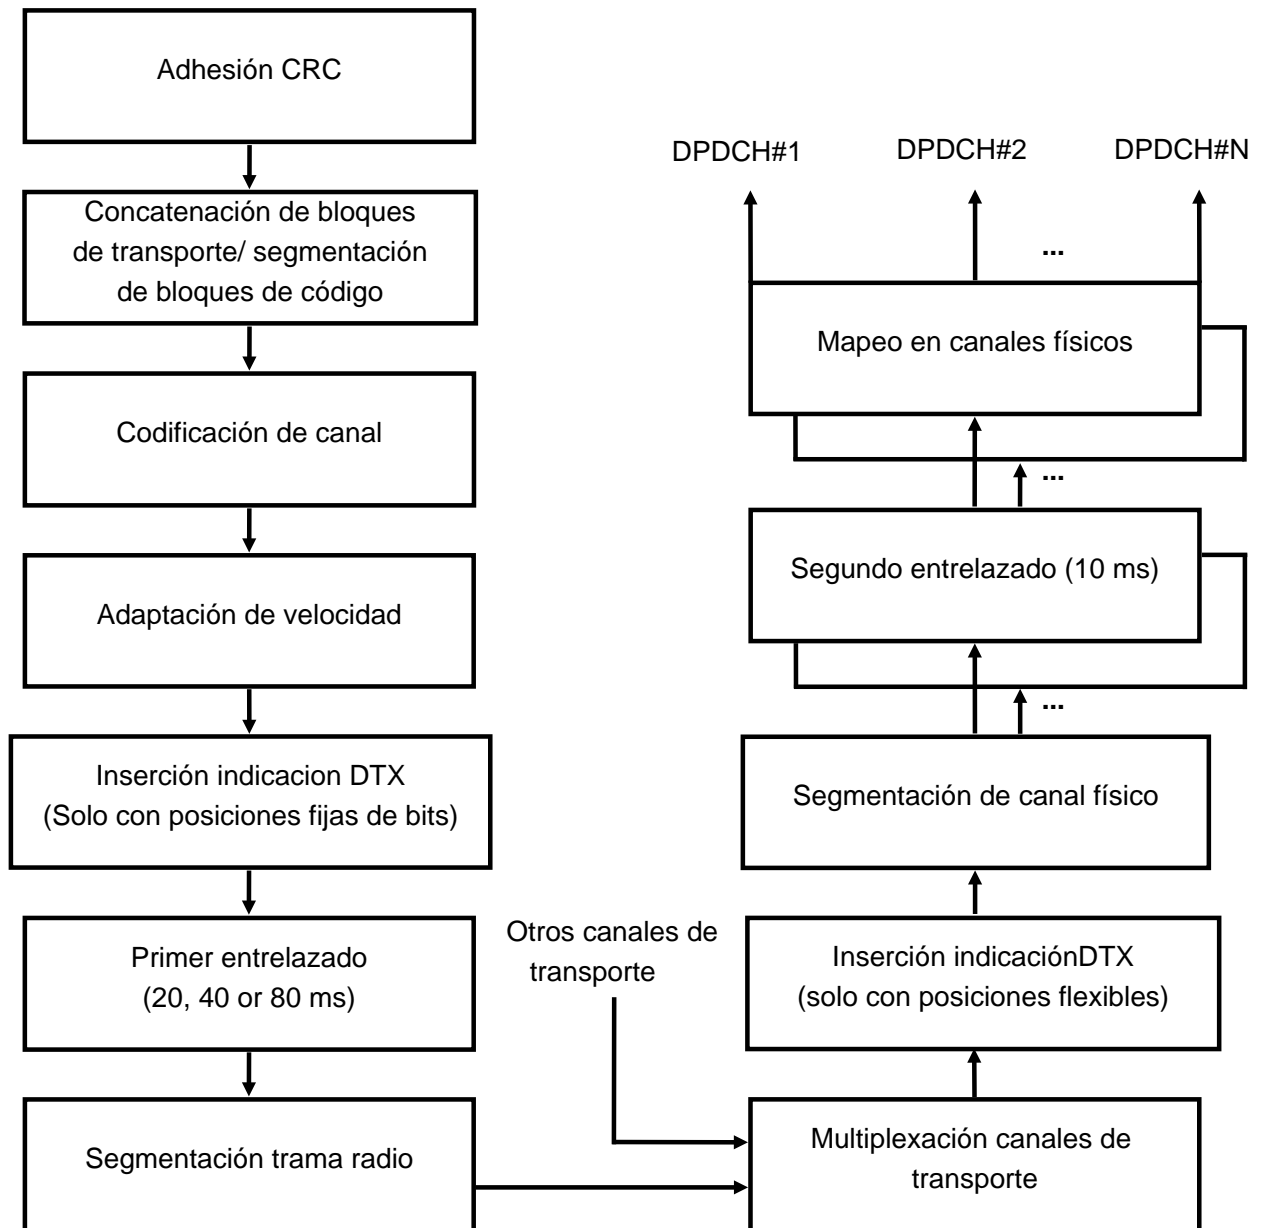 Adhesión CRC
Concatenación de bloques
de transporte/ segmentación
de bloques de código
Codificación de canal
Adaptación de velocidad
Inserción indicacion DTX
(Solo con posiciones fijas de bits)
Primer entrelazado
(20, 40 or 80 ms)
Segmentación trama radio
Otros canales de
transporte
Multiplexación canales de
transporte
Inserción indicaciónDTX
(solo con posiciones flexibles)
Segmentación de canal físico
...
Segundo entrelazado (10 ms)
...
Mapeo en canales físicos
...
DPDCH#1
DPDCH#2
DPDCH#N